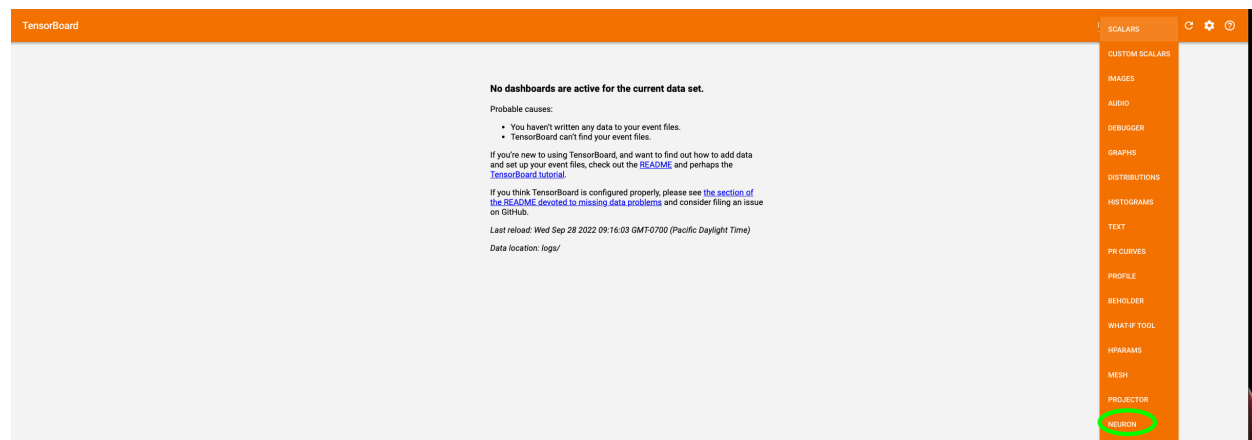 TensorBoard
SCALARS
CUSTOM SCALARS
IMAGES
AUDIO
DEBUGGER
GRAPHS
DISTRIBUTIONS
HISTOGRAMS
TEXT
PR CURVES
PROFILE
BEHOLDER
WHAT-IF TOOL
HPARAMS
MESH
PROJECTOR
NEURON
No dashboards are active for the current data set.
Probable causes:
• You haven't written any data to your event files.
• TensorBoard can't find your event files.
If you're new to using TensorBoard, and want to find out how to add data
and set up your event files, check out the README and perhaps the
TensorBoard tutorial.
If you think TensorBoard is configured properly, please see the section of
the README devoted to missing data problems and consider filing an issue
on GitHub.
Last reload: Wed Sep 28 2022 09:16:03 GMT-0700 (Pacific Daylight Time)
Data location: logs/